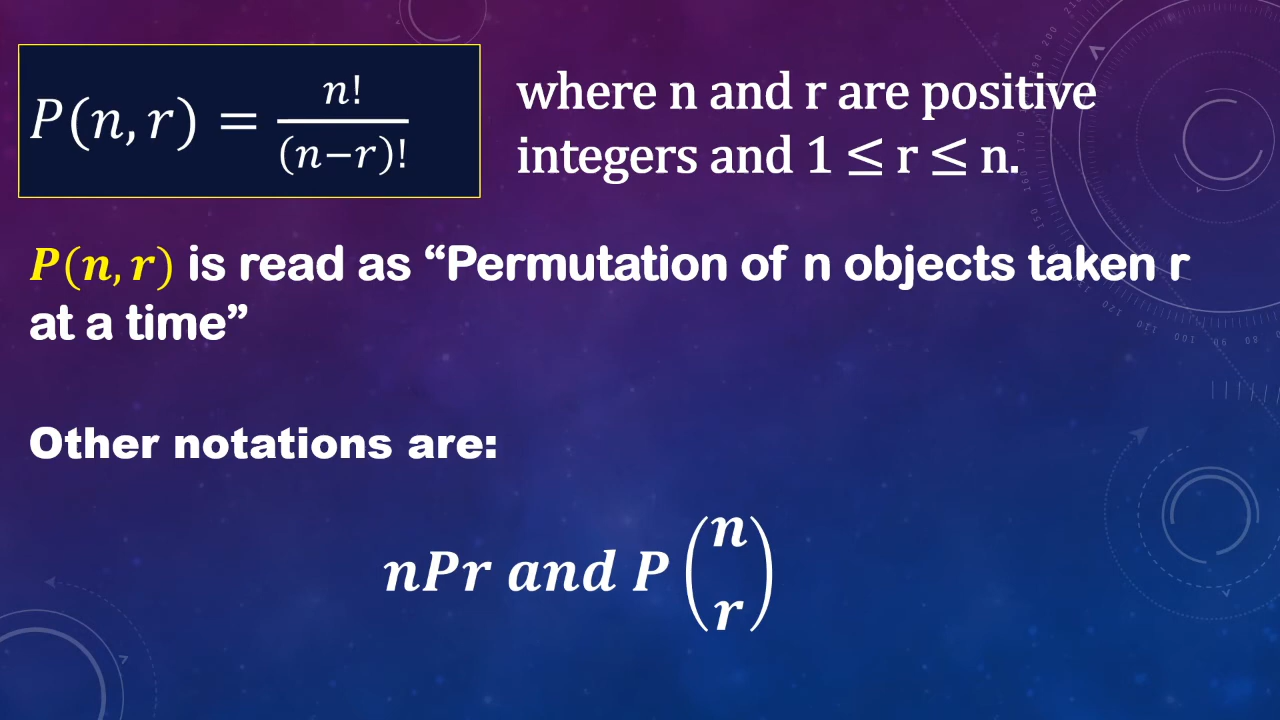 P(n, r) = n! / (n−r)!
where n and r are positive
integers and 1 ≤ r ≤ n.
P(n, r) is read as “Permutation of n objects taken r
at a time”
Other notations are:
nPr and P (n r)